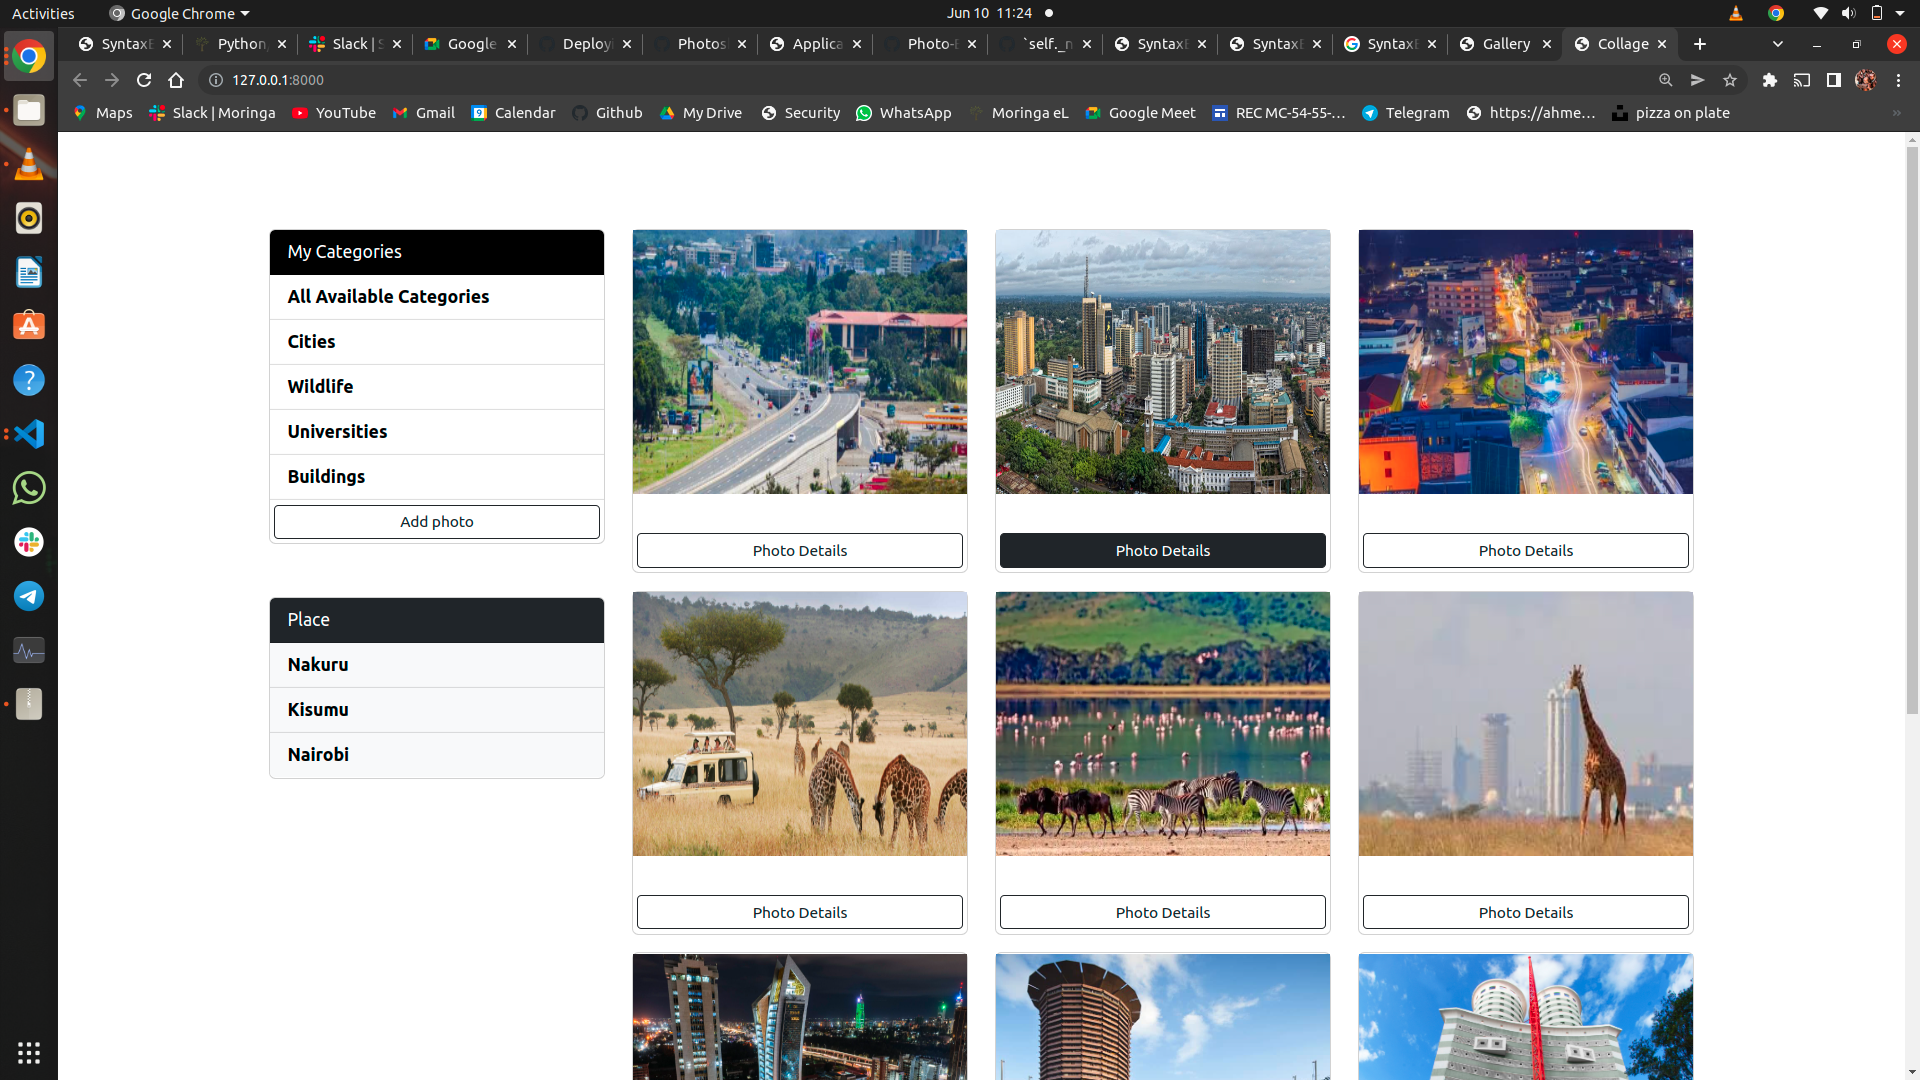 Activities
Google Chrome
Jun 10 11:24
SyntaxE
Python,
Slack | S
Google
Deployi
Photos
Applica
Photo-E
`self._n
SyntaxE
SyntaxE
SyntaxE
Gallery
Collage
127.0.0.1:8000
Maps
Slack | Moringa
YouTube
Gmail
Calendar
Github
My Drive
Security
WhatsApp
Moringa eL
Google Meet
REC MC-54-55-...
Telegram
https://ahme...
pizza on plate
My Categories
All Available Categories
Cities
Wildlife
Universities
Buildings
Add photo
Photo Details
Photo Details
Photo Details
Place
Nakuru
Kisumu
Nairobi
Photo Details
Photo Details
Photo Details